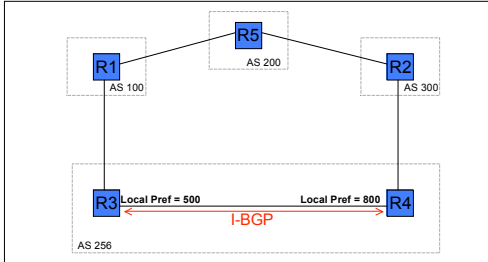 R5
AS 200
R1
AS 100
R2
AS 300
R3
Local Pref = 500
Local Pref = 800
R4
I-BGP
AS 256